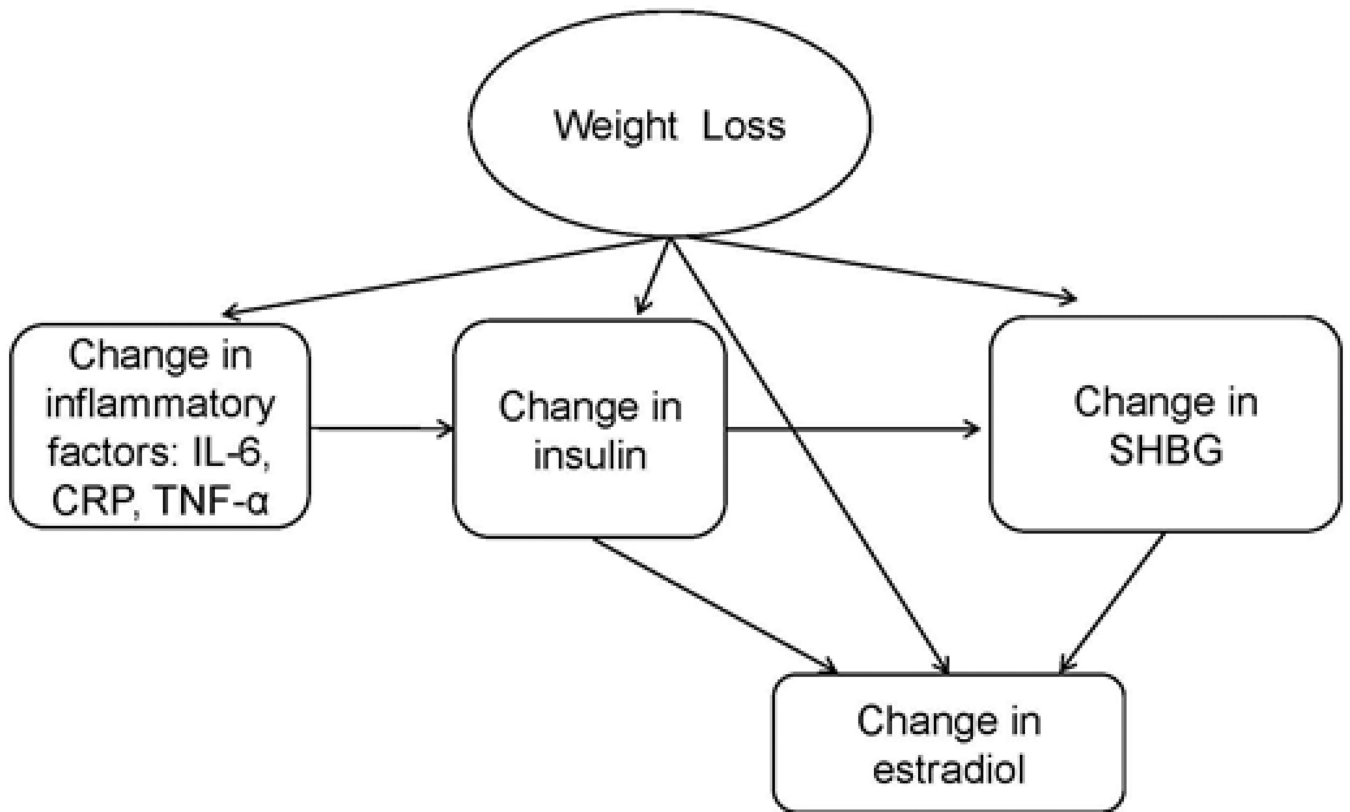 Weight Loss
Change in
inflammatory
factors: IL-6,
CRP, TNF-α
Change in
insulin
Change in
SHBG
Change in
estradiol